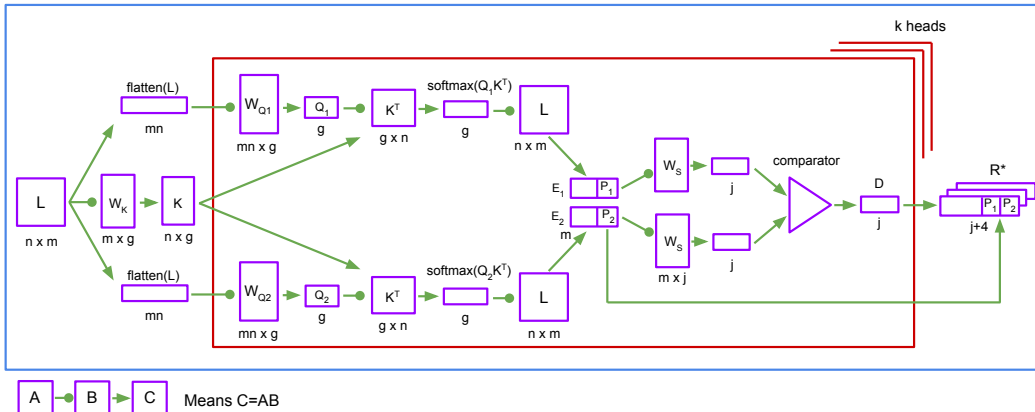 k heads
flatten(L)
mn
W_Q1
mn x g
Q_1
g
K^T
g x n
softmax(Q_1K^T)
g
L
n x m
L
n x m
W_K
m x g
K
n x g
E_1
P_1
E_2
P_2
m
W_S
j
W_S
m x j
j
comparator
D
j
R*
P_1 P_2
j+4
flatten(L)
mn
W_Q2
mn x g
Q_2
g
K^T
g x n
softmax(Q_2K^T)
g
L
n x m
A B C Means C=AB